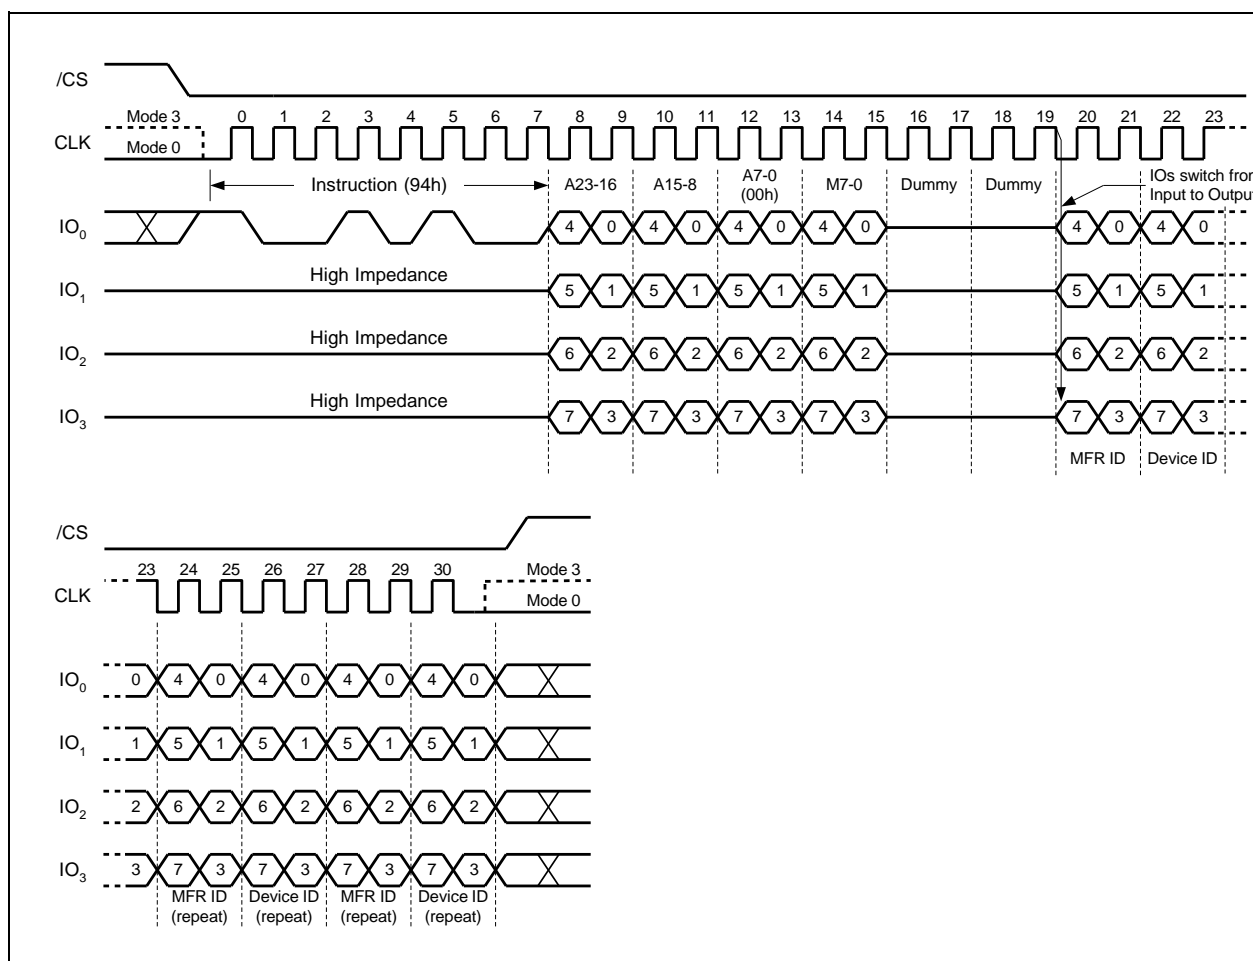 /CS
Mode 3 0 1 2 3 4 5 6 7 8 9 10 11 12 13 14 15 16 17 18 19 20 21 22 23
CLK Mode 0
Instruction (94h) A23-16 A15-8 A7-0 (00h) M7-0 Dummy Dummy IOs switch from
Input to Output
IO0 4 0 4 0 4 0 4 0 4 0 4 0
High Impedance
IO1 5 1 5 1 5 1 5 1 5 1 5 1
High Impedance
IO2 6 2 6 2 6 2 6 2 6 2 6 2
High Impedance
IO3 7 3 7 3 7 3 7 3 7 3 7 3
MFR ID Device ID
/CS
23 24 25 26 27 28 29 30 Mode 3
CLK Mode 0
IO0 0 4 0 4 0 4 0 4 0
IO1 1 5 1 5 1 5 1 5 1
IO2 2 6 2 6 2 6 2 6 2
IO3 3 7 3 7 3 7 3 7 3
MFR ID Device ID MFR ID Device ID
(repeat) (repeat) (repeat) (repeat)